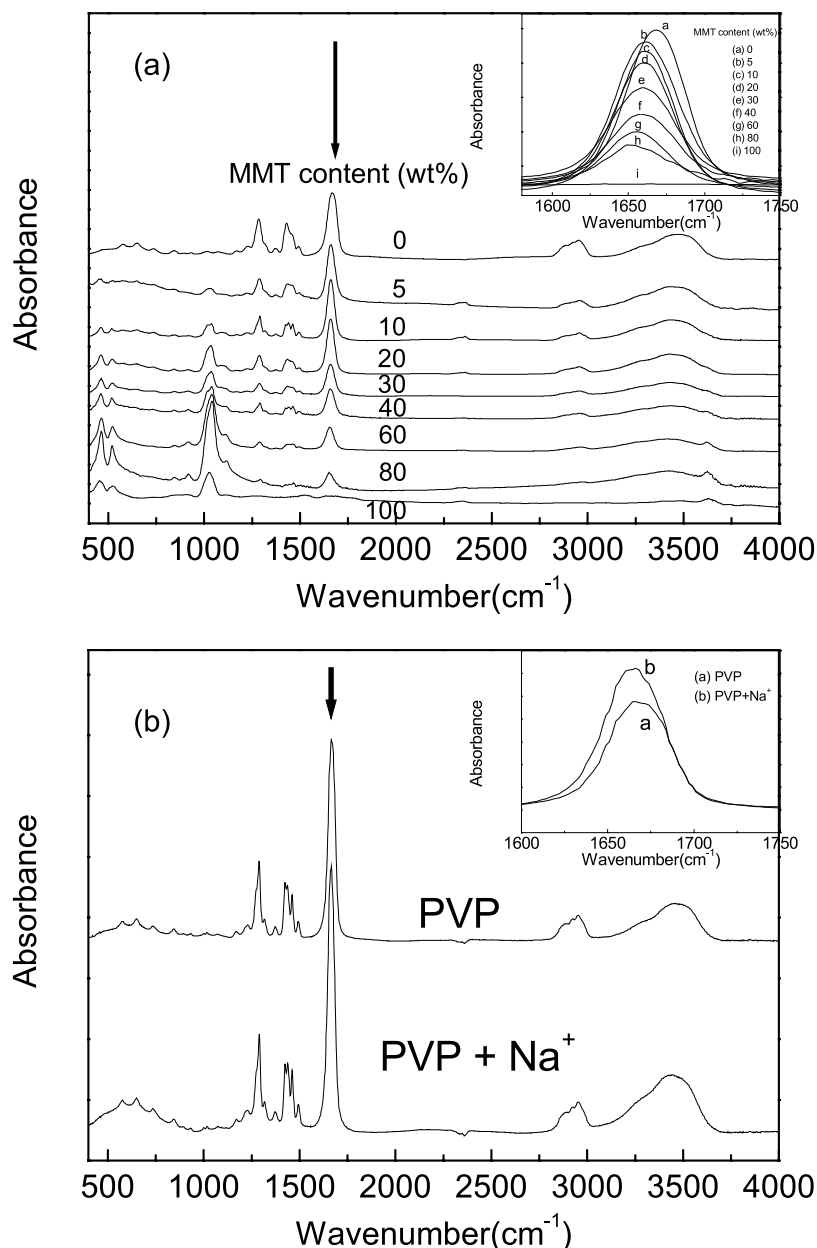 (a)
MMT content (wt%)
0
5
10
20
30
40
60
80
100
Absorbance
500 1000 1500 2000 2500 3000 3500 4000
Wavenumber(cm⁻¹)
a
b
c
d
e
f
g
h
i
MMT content (wt%)
(a) 0
(b) 5
(c) 10
(d) 20
(e) 30
(f) 40
(g) 60
(h) 80
(i) 100
Absorbance
1600 1650 1700 1750
Wavenumber(cm⁻¹)
(b)
PVP
PVP + Na⁺
Absorbance
500 1000 1500 2000 2500 3000 3500 4000
Wavenumber(cm⁻¹)
b
a
(a) PVP
(b) PVP+Na⁺
Absorbance
1600 1650 1700 1750
Wavenumber(cm⁻¹)